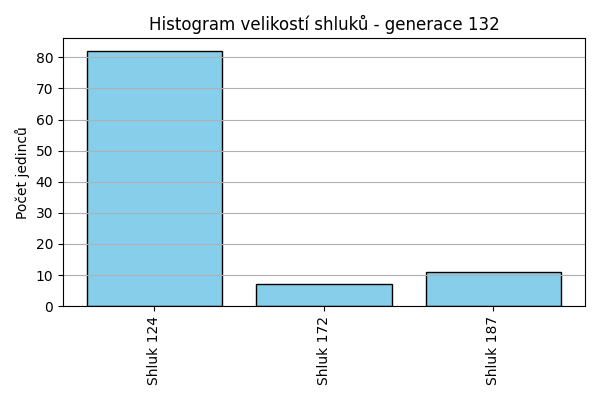 Histogram velikostí shluků - generace 132
Počet jedinců
80
70
60
50
40
30
20
10
0
Shluk 124
Shluk 172
Shluk 187